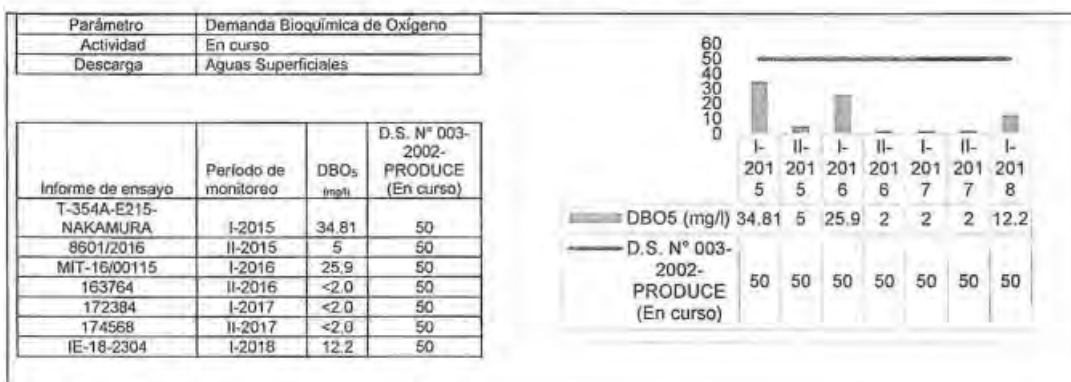 Parámetro Demanda Bioquímica de Oxígeno
Actividad En curso
Descarga Aguas Superficiales
Informe de ensayo Período de monitoreo DBO₅ (mg/l) D.S. N° 003-2002-PRODUCE (En curso)
T-354A-E215-NAKAMURA I-2015 34.81 50
8601/2016 II-2015 5 50
MIT-16/00115 I-2016 25.9 50
163764 II-2016 <2.0 50
172384 I-2017 <2.0 50
174568 II-2017 <2.0 50
IE-18-2304 I-2018 12.2 50
60
50
40
30
20
10
0
I-2015 II-2015 I-2016 II-2016 I-2017 II-2017 I-2018
DBO5 (mg/l) 34.81 5 25.9 2 2 2 12.2
D.S. N° 003-2002-PRODUCE (En curso) 50 50 50 50 50 50 50